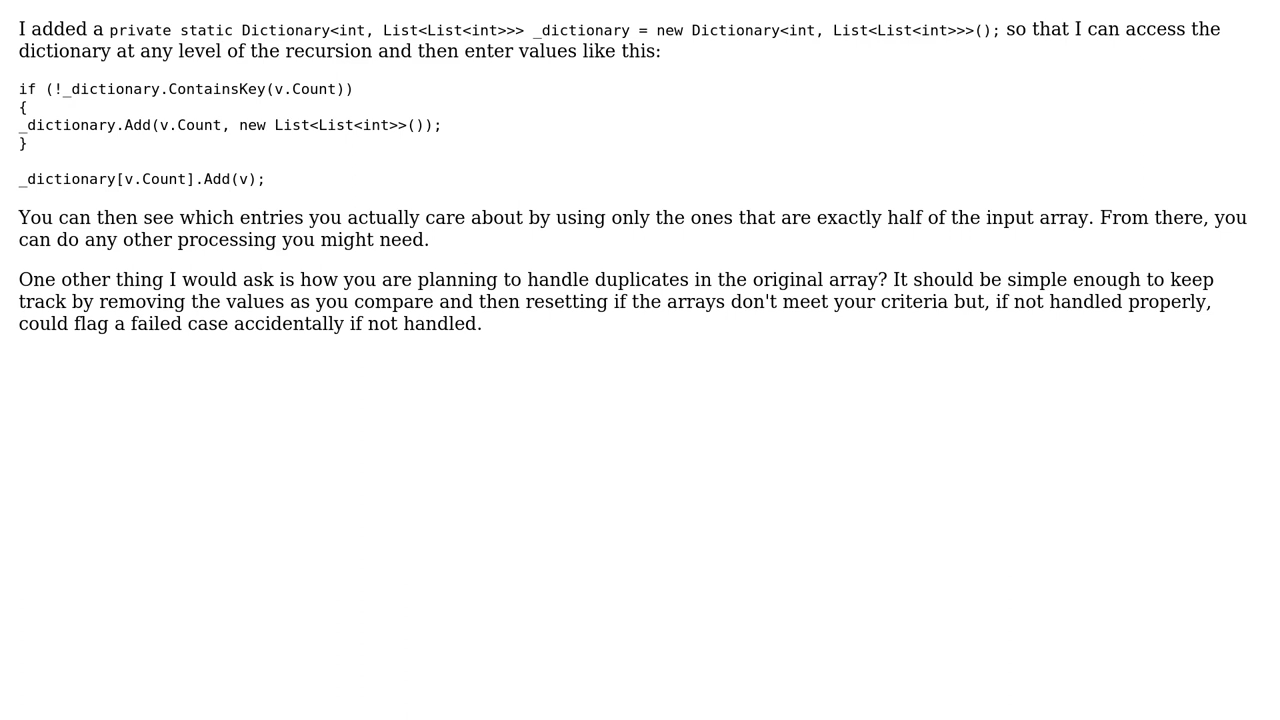 I added a private static Dictionary<int, List<List<int>>> _dictionary = new Dictionary<int, List<List<int>>>(); so that I can access the
dictionary at any level of the recursion and then enter values like this:
if (!_dictionary.ContainsKey(v.Count))
{
_dictionary.Add(v.Count, new List<List<int>>());
}
_dictionary[v.Count].Add(v);
You can then see which entries you actually care about by using only the ones that are exactly half of the input array. From there, you
can do any other processing you might need.
One other thing I would ask is how you are planning to handle duplicates in the original array? It should be simple enough to keep
track by removing the values as you compare and then resetting if the arrays don't meet your criteria but, if not handled properly,
could flag a failed case accidentally if not handled.